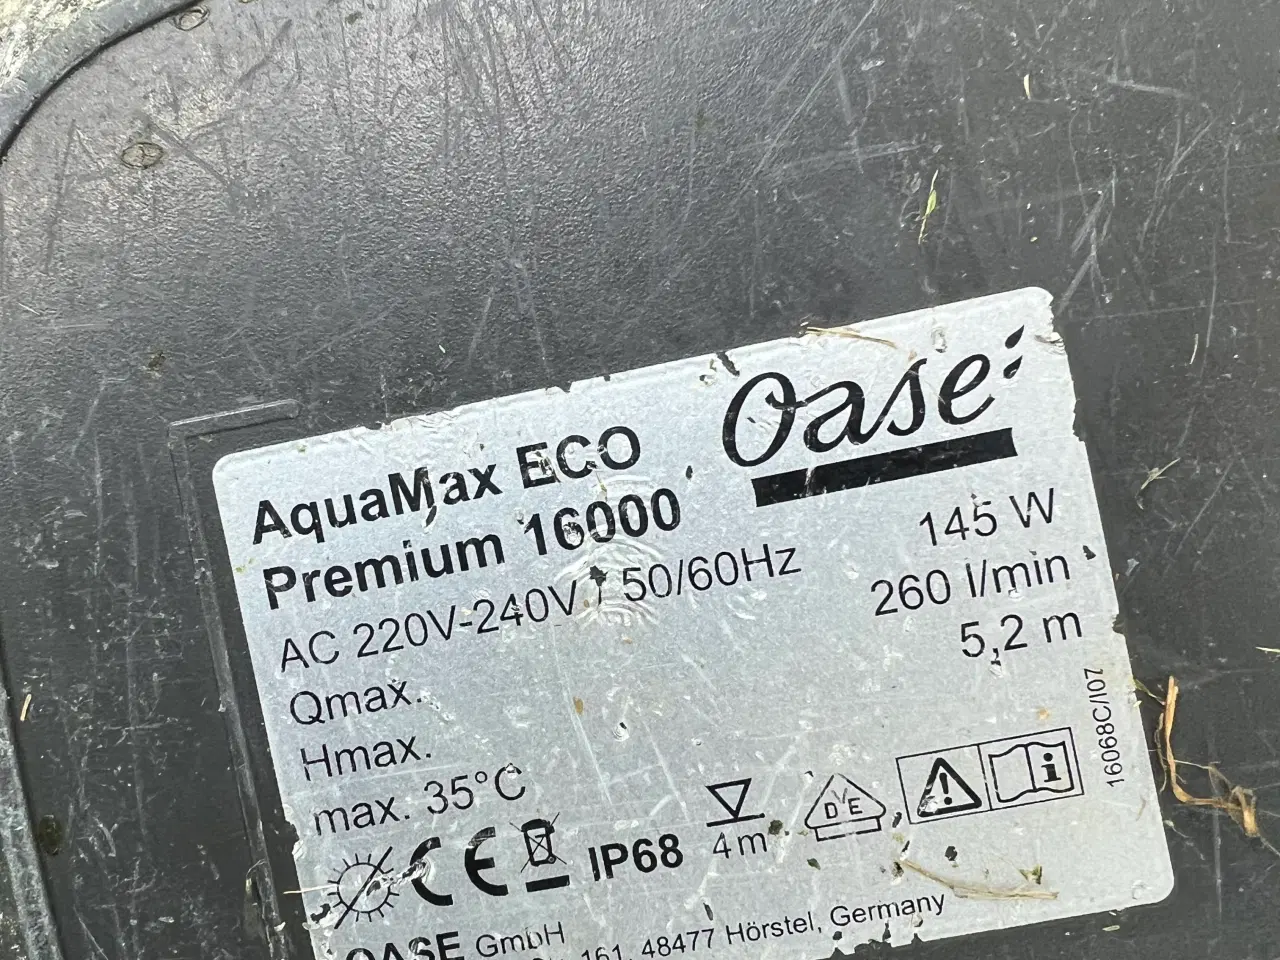 Oase
AquaMax ECO
Premium 16000
AC 220V-240V / 50/60Hz 145 W
Qmax. 260 l/min
Hmax. 5,2 m
max. 35°C
CE IP68 4m DVE
16068C/I07
OASE GmbH
161, 48477 Hörstel, Germany